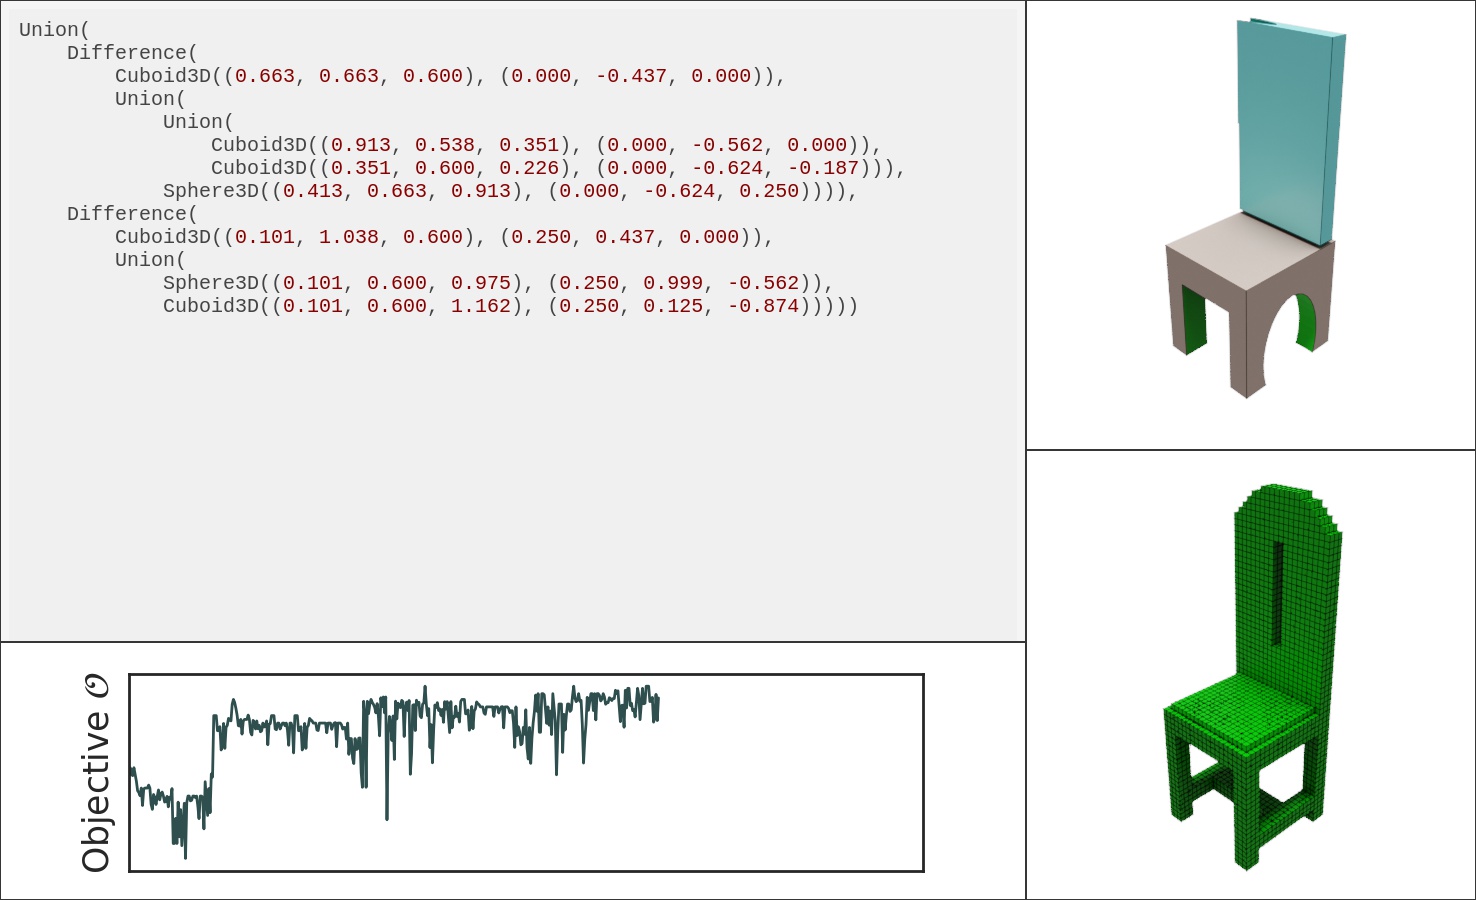 Union(
    Difference(
        Cuboid3D((0.663, 0.663, 0.600), (0.000, -0.437, 0.000)),
        Union(
            Union(
                Cuboid3D((0.913, 0.538, 0.351), (0.000, -0.562, 0.000)),
                Cuboid3D((0.351, 0.600, 0.226), (0.000, -0.624, -0.187))),
            Sphere3D((0.413, 0.663, 0.913), (0.000, -0.624, 0.250)))),
    Difference(
        Cuboid3D((0.101, 1.038, 0.600), (0.250, 0.437, 0.000)),
        Union(
            Sphere3D((0.101, 0.600, 0.975), (0.250, 0.999, -0.562)),
            Cuboid3D((0.101, 0.600, 1.162), (0.250, 0.125, -0.874)))))
Objective 𝒪